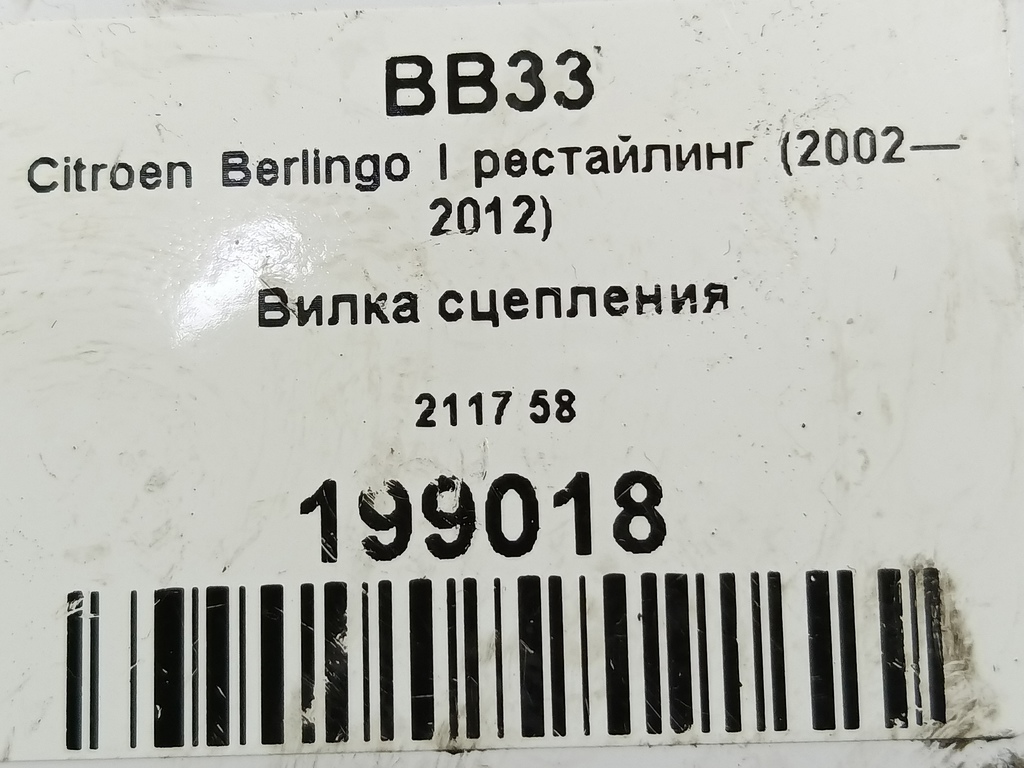 BB33
Citroen Berlingo I рестайлинг (2002—
2012)
Вилка сцепления
2117 58
199018